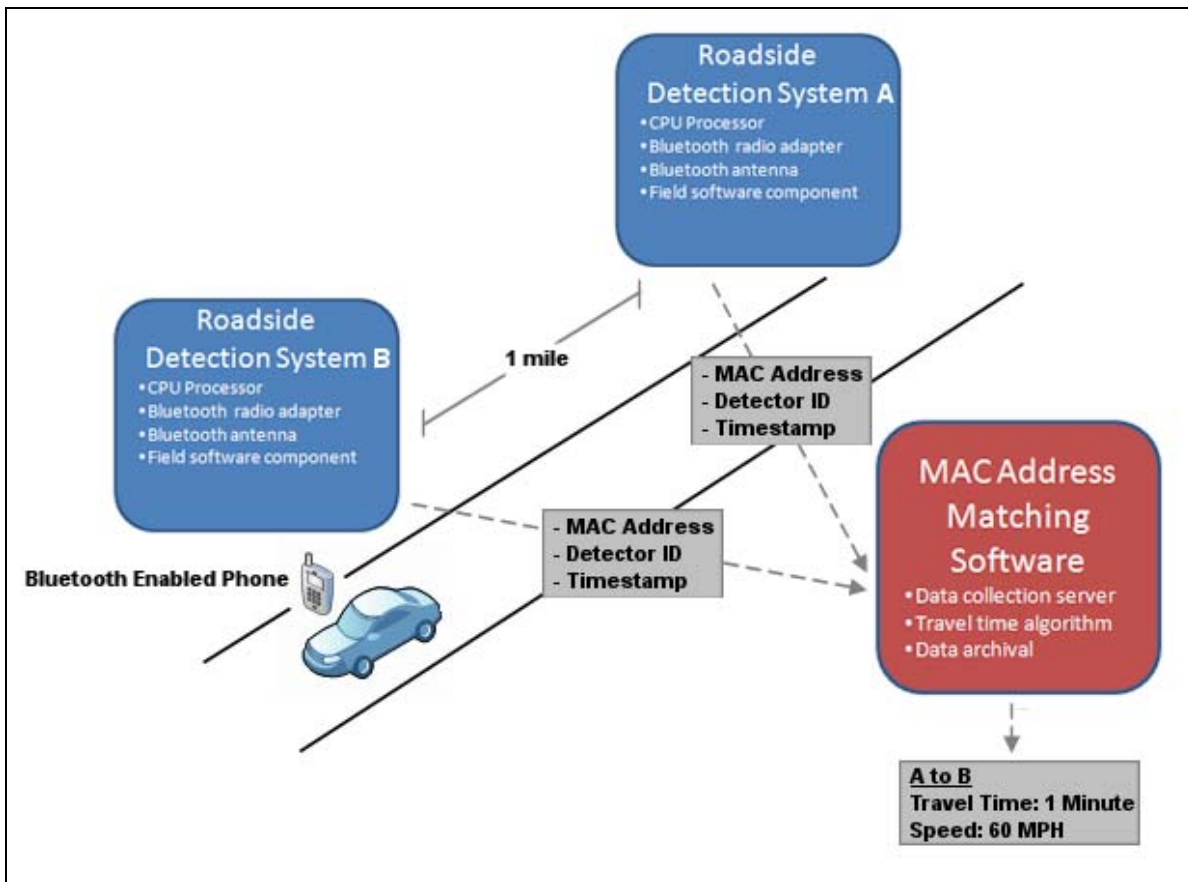 Roadside
Detection System A
•CPU Processor
•Bluetooth radio adapter
•Bluetooth antenna
•Field software component
Roadside
Detection System B
•CPU Processor
•Bluetooth radio adapter
•Bluetooth antenna
•Field software component
1 mile
- MAC Address
- Detector ID
- Timestamp
- MAC Address
- Detector ID
- Timestamp
Bluetooth Enabled Phone
MAC Address
Matching
Software
•Data collection server
•Travel time algorithm
•Data archival
A to B
Travel Time: 1 Minute
Speed: 60 MPH